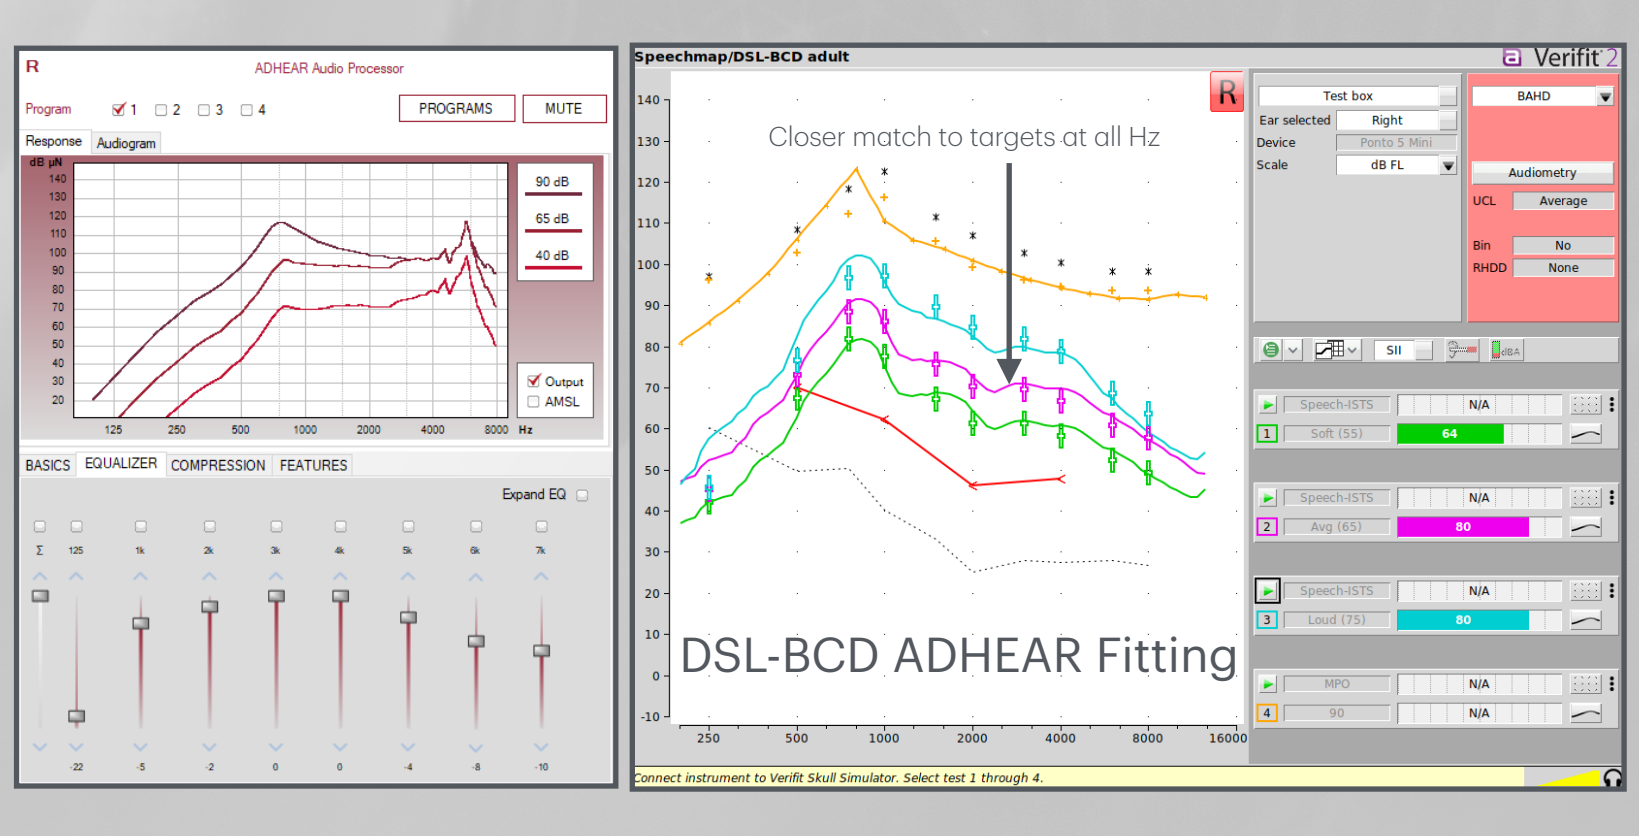 R
ADHEAR Audio Processor
Program 1 2 3 4 PROGRAMS MUTE
Response Audiogram
dB µN
140
130
120
110
100
90
80
70
60
50
40
30
20
125 250 500 1000 2000 4000 8000 Hz
90 dB
65 dB
40 dB
Output
AMSL
BASICS EQUALIZER COMPRESSION FEATURES
Expand EQ
Σ 125 1k 2k 3k 4k 5k 6k 7k
-22 -5 -2 0 0 -4 -8 -10
Speechmap/DSL-BCD adult
a Verifit 2
R
Closer match to targets at all Hz
140
130
120
110
100
90
80
70
60
50
40
30
20
10
0
-10
DSL-BCD ADHEAR Fitting
250 500 1000 2000 4000 8000 16000
Test box
Ear selected Right
Device Ponto 5 Mini
Scale dB FL
BAHD
Audiometry
UCL Average
Bin No
RHDD None
SII
dBA
Speech-ISTS N/A
1 Soft (55) 64
Speech-ISTS N/A
2 Avg (65) 80
Speech-ISTS N/A
3 Loud (75) 80
MPO N/A
4 90 N/A
Connect instrument to Verifit Skull Simulator. Select test 1 through 4.